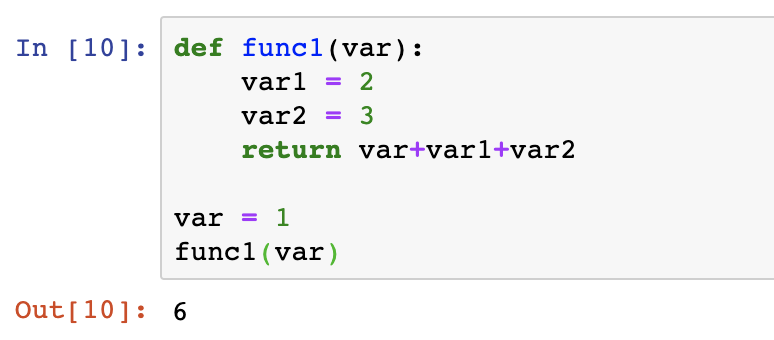 In [10]: def func1(var):
    var1 = 2
    var2 = 3
    return var+var1+var2

var = 1
func1(var)
Out[10]: 6